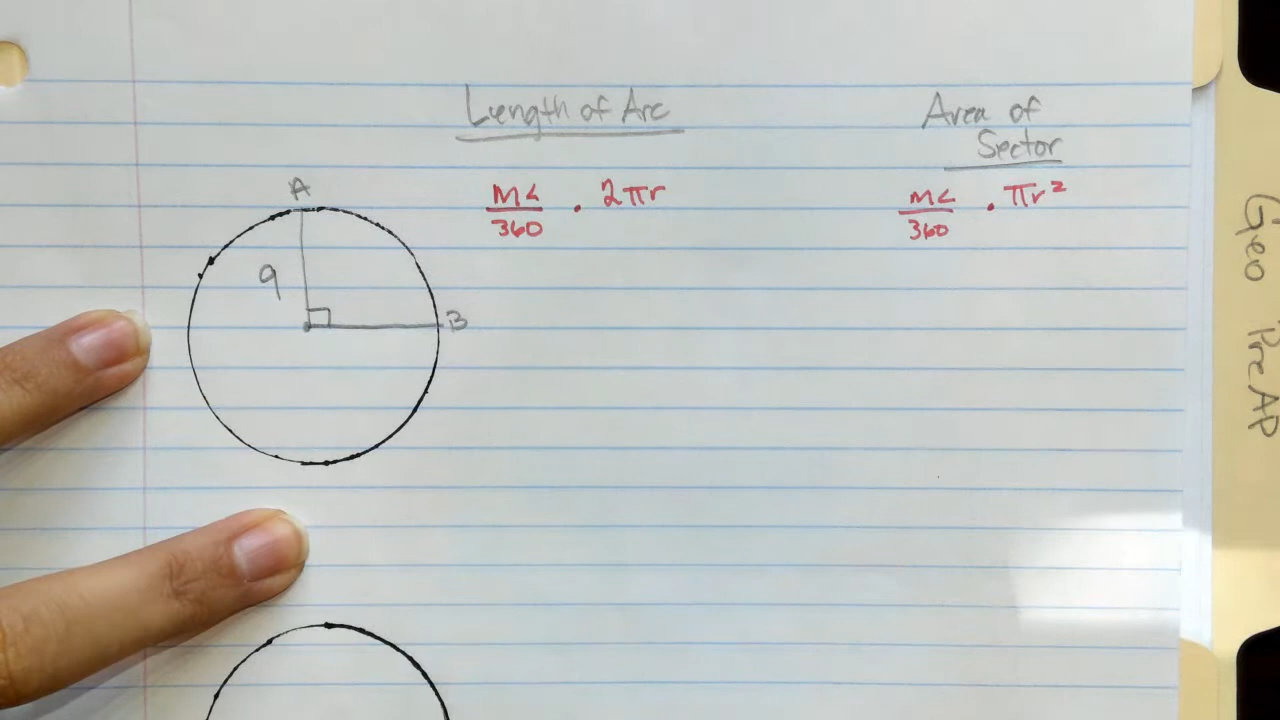 Length of Arc
Area of
Sector
A
M<
360
· 2πr
M<
360
· πr²
9
B
Geo PreAP